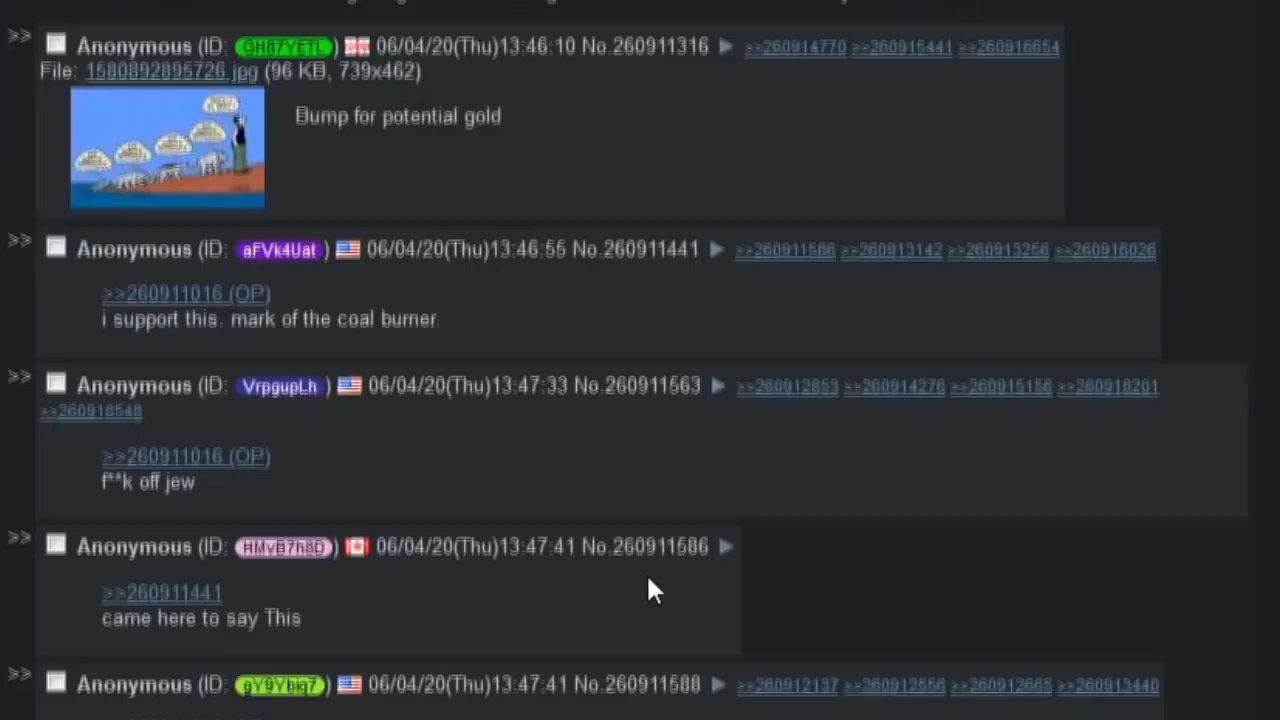 >> Anonymous (ID: GH87YETL) 06/04/20(Thu)13:46:10 No.260911316 ▶ >>260914770 >>260915441 >>260916654
File: 1580892895726.jpg (96 KB, 739x462)
Bump for potential gold
>> Anonymous (ID: aFVk4Uat) 06/04/20(Thu)13:46:55 No.260911441 ▶ >>260911586 >>260913142 >>260913256 >>260916026
>>260911016 (OP)
i support this. mark of the coal burner.
>> Anonymous (ID: VrpgupLh) 06/04/20(Thu)13:47:33 No.260911563 ▶ >>260912853 >>260914276 >>260915156 >>260918201
>>260918548
>>260911016 (OP)
f**k off jew
>> Anonymous (ID: HMvB7h8D) 06/04/20(Thu)13:47:41 No.260911586 ▶
>>260911441
came here to say This
>> Anonymous (ID: gY9Ybiq7) 06/04/20(Thu)13:47:41 No.260911588 ▶ >>260912137 >>260912556 >>260912665 >>260913440